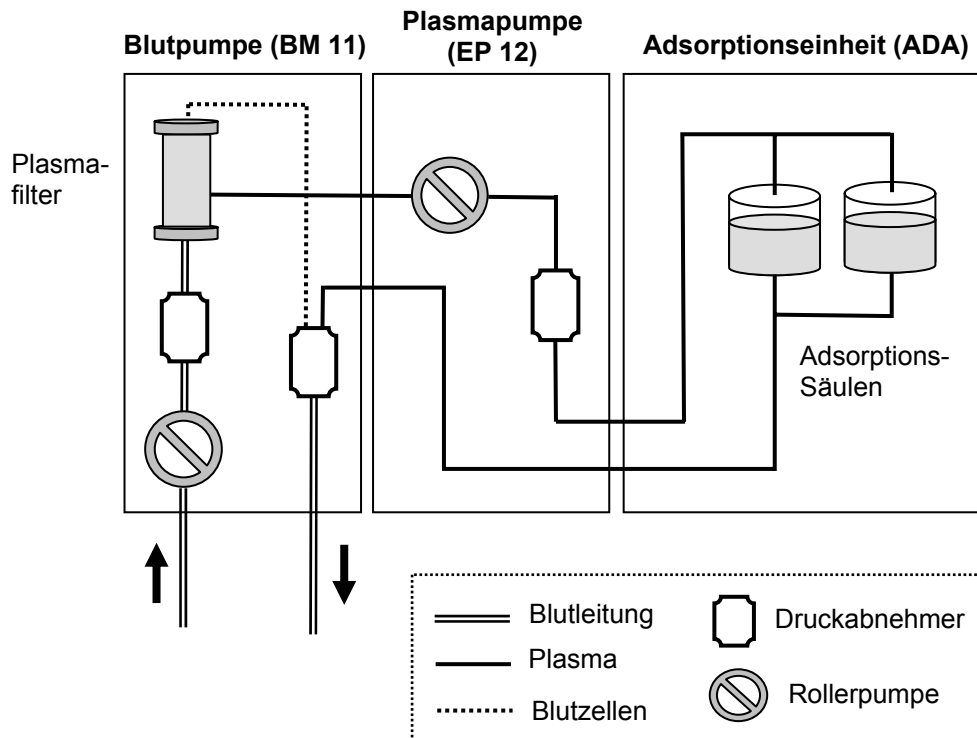 Blutpumpe (BM 11)
Plasmapumpe
(EP 12)
Adsorptionseinheit (ADA)
Plasma-
filter
Adsorptions-
Säulen
Blutleitung
Plasma
Blutzellen
Druckabnehmer
Rollerpumpe